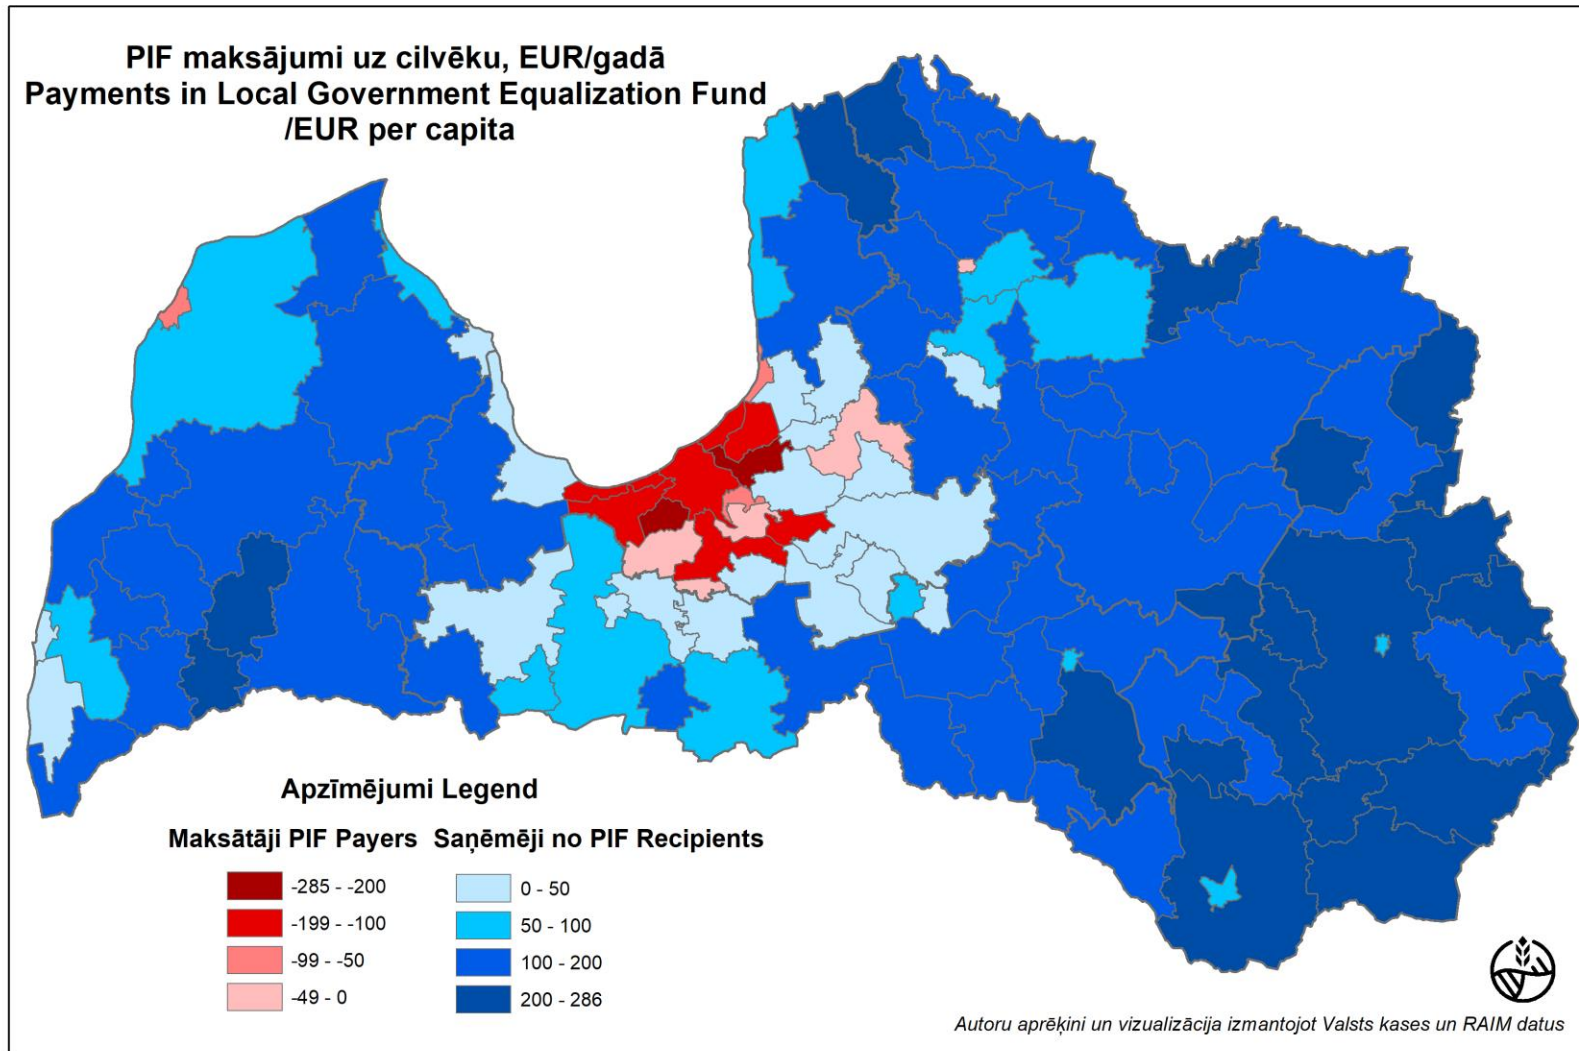 PIF maksājumi uz cilvēku, EUR/gadā
Payments in Local Government Equalization Fund
/EUR per capita
Apzīmējumi Legend
Maksātāji PIF Payers Saņēmēji no PIF Recipients
-285 - -200 0 - 50
-199 - -100 50 - 100
-99 - -50 100 - 200
-49 - 0 200 - 286
Autoru aprēķini un vizualizācija izmantojot Valsts kases un RAIM datus